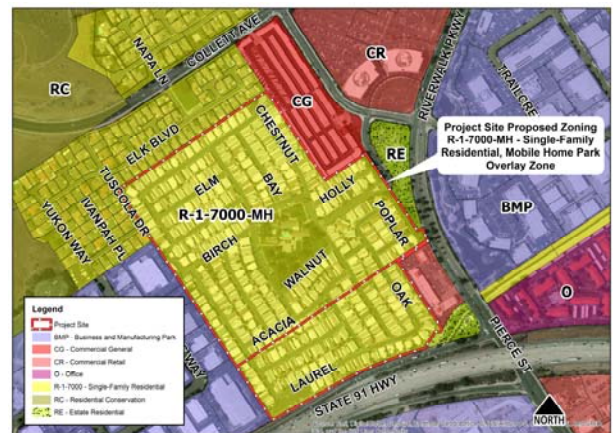 COLLETT AVE
NAPA LN
RC
CR
RIVERWALK PKWY
TRAILCRE
CG
ELK BLVD
CHESTNUT
RE
Project Site Proposed Zoning
R-1-7000-MH - Single-Family
Residential, Mobile Home Park
Overlay Zone
TUSCOLA DR
ELM
BAY
HOLLY
IVANPAH PL
YUKON WAY
R-1-7000-MH
POPLAR
BMP
BIRCH
WALNUT
OAK
O
ACACIA
PIERCE ST
LAUREL
STATE 91 HWY
NORTH
Legend
Project Site
BMP - Business and Manufacturing Park
CG - Commercial General
CR - Commercial Retail
O - Office
R-1-7000 - Single-Family Residential
RC - Residential Conservation
RE - Estate Residential